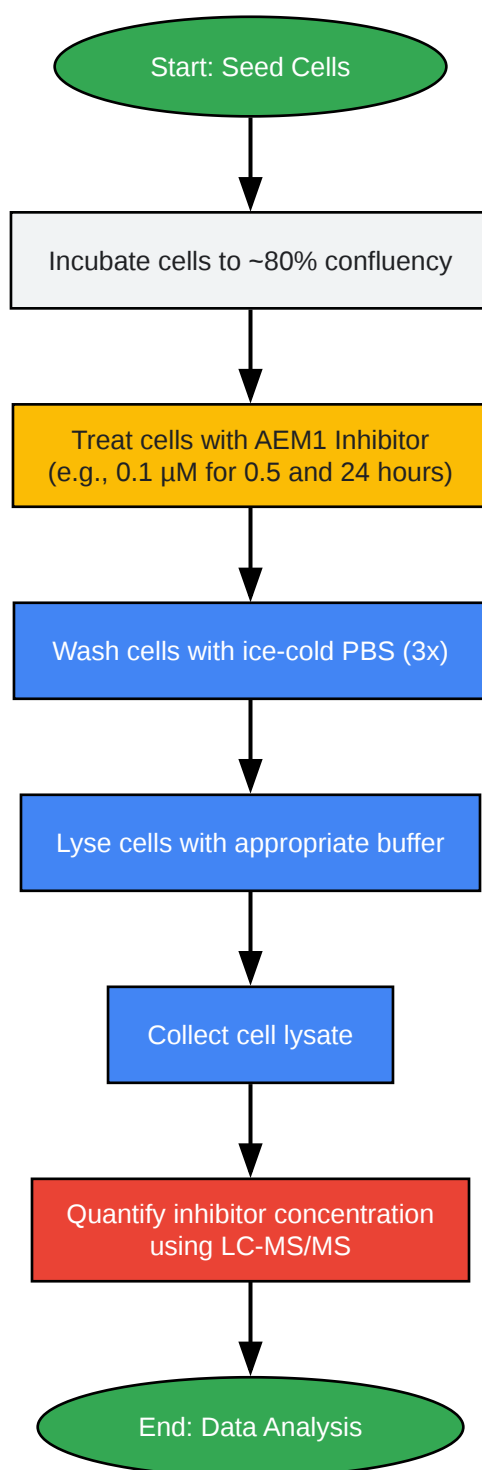 Start: Seed Cells
Incubate cells to ~80% confluency
Treat cells with AEM1 Inhibitor
(e.g., 0.1 µM for 0.5 and 24 hours)
Wash cells with ice-cold PBS (3x)
Lyse cells with appropriate buffer
Collect cell lysate
Quantify inhibitor concentration
using LC-MS/MS
End: Data Analysis